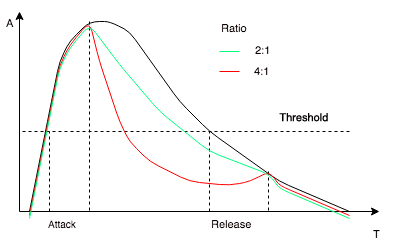 A
Ratio
2:1
4:1
Threshold
Attack
Release
T